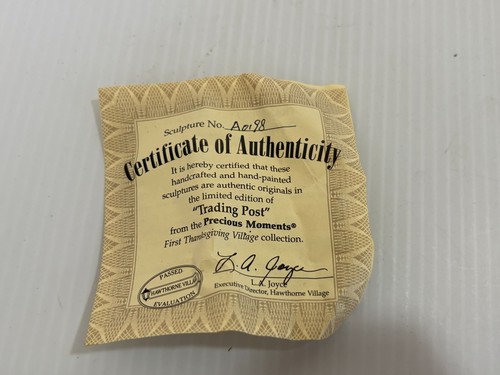 Sculpture No. A0198
Certificate of Authenticity
It is hereby certified that these
handcrafted and hand-painted
sculptures are authentic originals in
the limited edition of
"Trading Post"
from the Precious Moments®
First Thanksgiving Village collection.
L.A. Joyce
L.A. Joyce
Executive Director, Hawthorne Village
PASSED
HAWTHORNE VILLAGE
EVALUATION